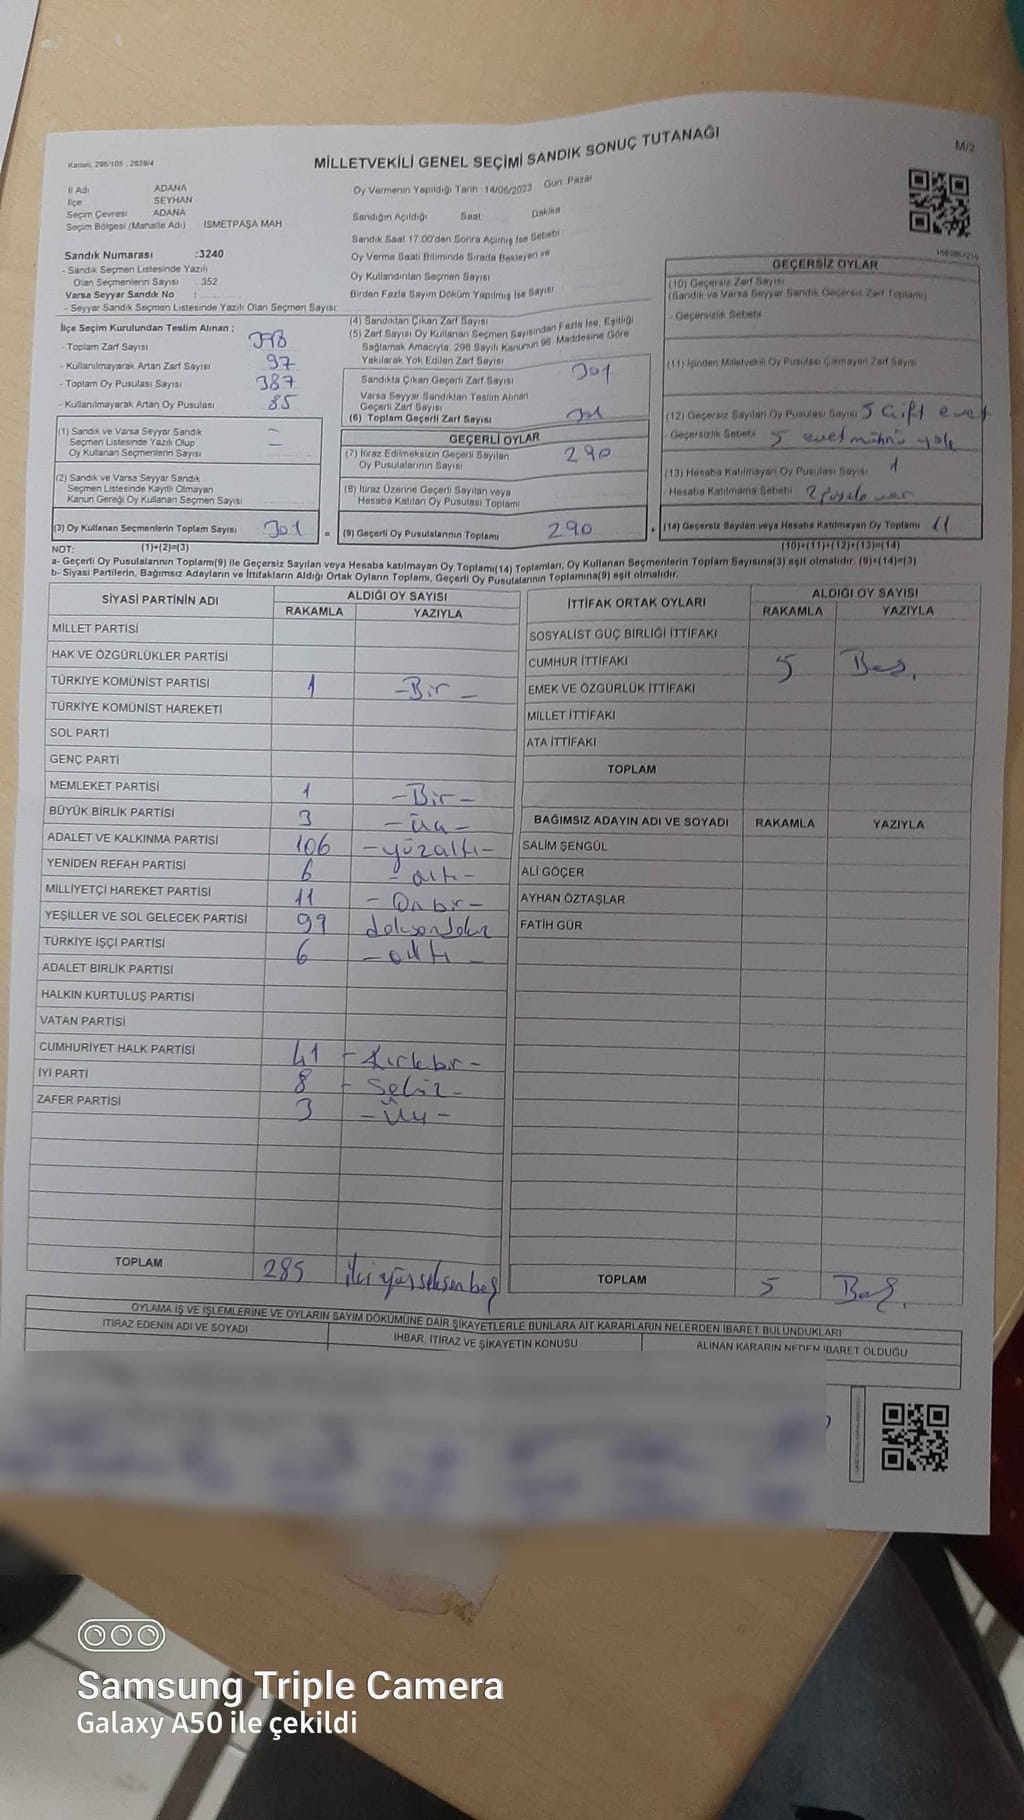 Kanun: 298/105 , 2839/4
MİLLETVEKİLİ GENEL SEÇİMİ SANDIK SONUÇ TUTANAĞI
M/2
İl Adı ADANA
İlçe SEYHAN
Seçim Çevresi ADANA
Seçim Bölgesi (Mahalle Adı) İSMETPAŞA MAH
Sandık Numarası :3240
- Sandık Seçmen Listesinde Yazılı
Olan Seçmenlerin Sayısı : 352
Varsa Seyyar Sandık No :
- Seyyar Sandık Seçmen Listesinde Yazılı Olan Seçmen Sayısı:
Oy Vermenin Yapıldığı Tarih :14/05/2023 Gün: Pazar
Sandığın Açıldığı Saat: Dakika
Sandık Saat 17:00'den Sonra Açımış İse Sebebi:
Oy Verme Saati Bitiminde Sırada Bekleyen ve
Oy Kullandırılan Seçmen Sayısı
Birden Fazla Sayım Döküm Yapılmış İse Sayısı :
İlçe Seçim Kurulundan Teslim Alınan ;
- Toplam Zarf Sayısı 398
- Kullanılmayarak Artan Zarf Sayısı 97
- Toplam Oy Pusulası Sayısı 387
- Kullanılmayarak Artan Oy Pusulası 85
(1) Sandık ve Varsa Seyyar Sandık
Seçmen Listesinde Yazılı Olup
Oy Kullanan Seçmenlerin Sayısı
(2) Sandık ve Varsa Seyyar Sandık
Seçmen Listesinde Kayıtlı Olmayan
Kanun Gereği Oy Kullanan Seçmen Sayısı
(3) Oy Kullanan Seçmenlerin Toplam Sayısı 301 =
(4) Sandıktan Çıkan Zarf Sayısı
(5) Zarf Sayısı Oy Kullanan Seçmen Sayısından Fazla İse, Eşitliği
Sağlamak Amacıyla, 298 Sayılı Kanunun 98. Maddesine Göre
Yakılarak Yok Edilen Zarf Sayısı
Sandıkta Çıkan Geçerli Zarf Sayısı 301
Varsa Seyyar Sandıktan Teslim Alınan
Geçerli Zarf Sayısı
(6) Toplam Geçerli Zarf Sayısı 301
GEÇERLİ OYLAR
(7) İtiraz Edilmeksizin Geçerli Sayılan
Oy Pusulalarının Sayısı 290
(8) İtiraz Üzerine Geçerli Sayılan veya
Hesaba Katılan Oy Pusulası Toplamı
(9) Geçerli Oy Pusulalarının Toplamı 290 +
GEÇERSİZ OYLAR
(10) Geçersiz Zarf Sayısı
(Sandık ve Varsa Seyyar Sandık Geçersiz Zarf Toplamı)
- Geçersizlik Sebebi
(11) İçinden Milletvekili Oy Pusulası Çıkmayan Zarf Sayısı
(12) Geçersiz Sayılan Oy Pusulası Sayısı 5 çift evet
- Geçersizlik Sebebi 5 evet mührü yok
(13) Hesaba Katılmayan Oy Pusulası Sayısı 1
- Hesaba Katılmama Sebebi : 2 pusula var
(14) Geçersiz Sayılan veya Hesaba Katılmayan Oy Toplamı 11
NOT: (1)+(2)=(3) (10)+(11)+(12)+(13)=(14)
a- Geçerli Oy Pusulalarının Toplamı(9) ile Geçersiz Sayılan veya Hesaba katılmayan Oy Toplamı(14) Toplamları, Oy Kullanan Seçmenlerin Toplam Sayısına(3) eşit olmalıdır. (9)+(14)=(3)
b- Siyasi Partilerin, Bağımsız Adayların ve İttifakların Aldığı Ortak Oyların Toplamı, Geçerli Oy Pusulalarının Toplamına(9) eşit olmalıdır.
SİYASİ PARTİNİN ADI ALDIĞI OY SAYISI
RAKAMLA YAZIYLA
MİLLET PARTİSİ
HAK VE ÖZGÜRLÜKLER PARTİSİ
TÜRKİYE KOMÜNİST PARTİSİ 1 -Bir-
TÜRKİYE KOMÜNİST HAREKETİ
SOL PARTİ
GENÇ PARTİ
MEMLEKET PARTİSİ 1 -Bir-
BÜYÜK BİRLİK PARTİSİ 3 -Üç-
ADALET VE KALKINMA PARTİSİ 106 -yüzaltı-
YENİDEN REFAH PARTİSİ 6 -altı-
MİLLİYETÇİ HAREKET PARTİSİ 11 -Onbir-
YEŞİLLER VE SOL GELECEK PARTİSİ 99 doksandokuz
TÜRKİYE İŞÇİ PARTİSİ 6 -altı-
ADALET BİRLİK PARTİSİ
HALKIN KURTULUŞ PARTİSİ
VATAN PARTİSİ
CUMHURİYET HALK PARTİSİ 41 -Kırkbir-
İYİ PARTİ 8 -Sekiz-
ZAFER PARTİSİ 3 -Üç-
TOPLAM 285 ikiyüzseksenbeş
İTTİFAK ORTAK OYLARI ALDIĞI OY SAYISI
RAKAMLA YAZIYLA
SOSYALİST GÜÇ BİRLİĞİ İTTİFAKI
CUMHUR İTTİFAKI 5 Beş.
EMEK VE ÖZGÜRLÜK İTTİFAKI
MİLLET İTTİFAKI
ATA İTTİFAKI
TOPLAM
BAĞIMSIZ ADAYIN ADI VE SOYADI RAKAMLA YAZIYLA
SALİM ŞENGÜL
ALİ GÖÇER
AYHAN ÖZTAŞLAR
FATİH GÜR
TOPLAM 5 Beş.
OYLAMA İŞ VE İŞLEMLERİNE VE OYLARIN SAYIM DÖKÜMÜNE DAİR ŞİKAYETLERLE BUNLARA AİT KARARLARIN NELERDEN İBARET BULUNDUKLARI
İTİRAZ EDENİN ADI VE SOYADI İHBAR, İTİRAZ VE ŞİKAYETİN KONUSU ALINAN KARARIN NEDEN İBARET OLDUĞU
Samsung Triple Camera
Galaxy A50 ile çekildi